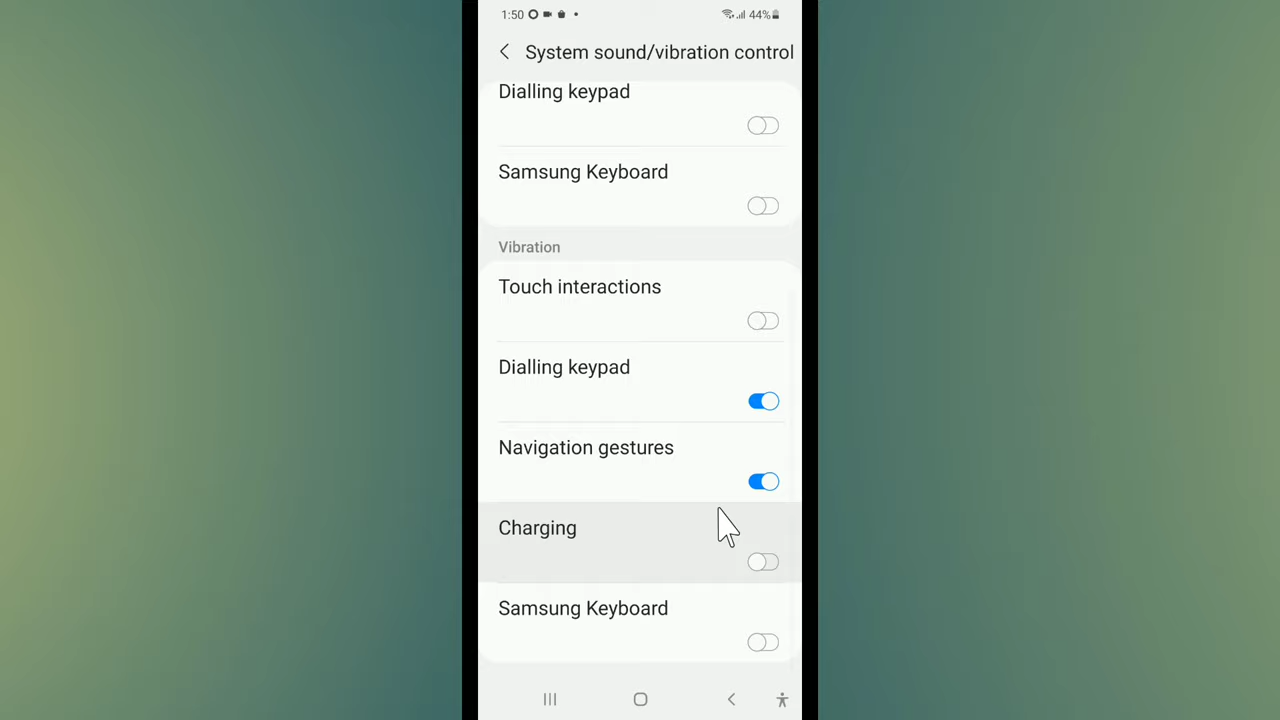 1:50 44%
System sound/vibration control
Dialling keypad
Samsung Keyboard
Vibration
Touch interactions
Dialling keypad
Navigation gestures
Charging
Samsung Keyboard